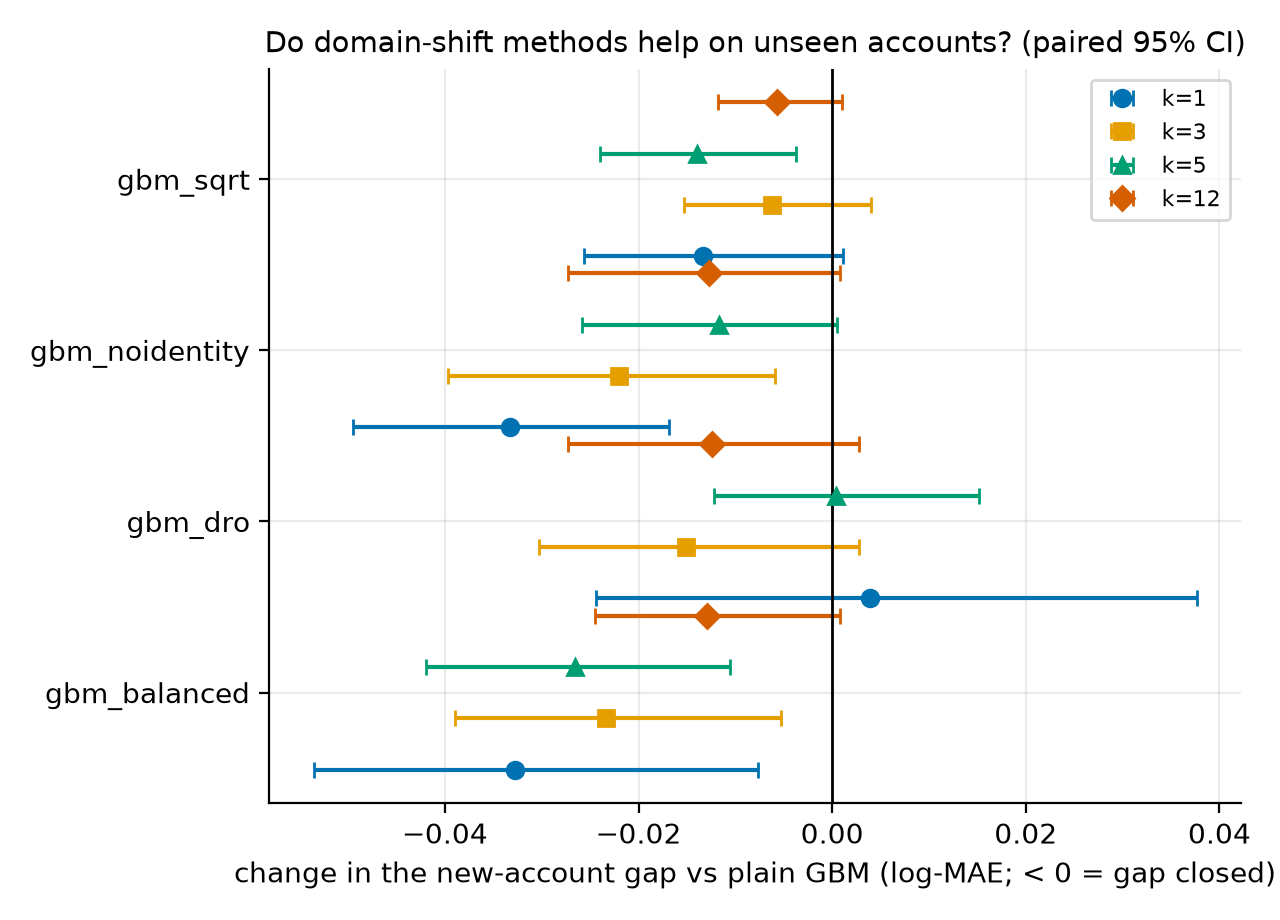 Do domain-shift methods help on unseen accounts? (paired 95% CI)
k=1
k=3
k=5
k=12
gbm_sqrt
gbm_noidentity
gbm_dro
gbm_balanced
−0.04 −0.02 0.00 0.02 0.04
change in the new-account gap vs plain GBM (log-MAE; < 0 = gap closed)